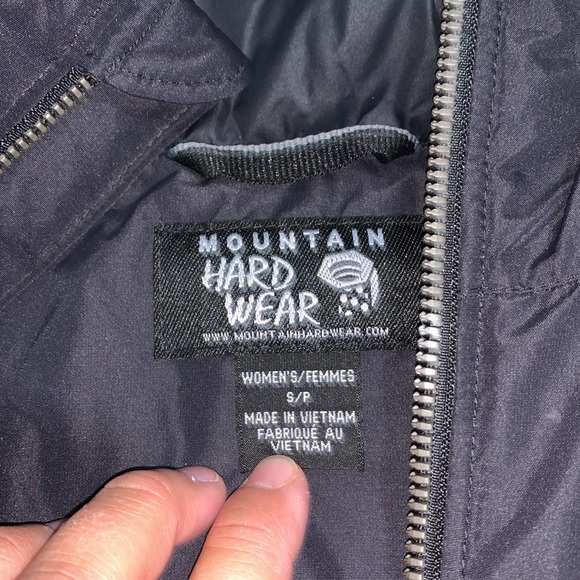 MOUNTAIN
HARD
WEAR
WWW.MOUNTAINHARDWEAR.COM
WOMEN'S/FEMMES
S/P
MADE IN VIETNAM
FABRIQUÉ AU
VIETNAM